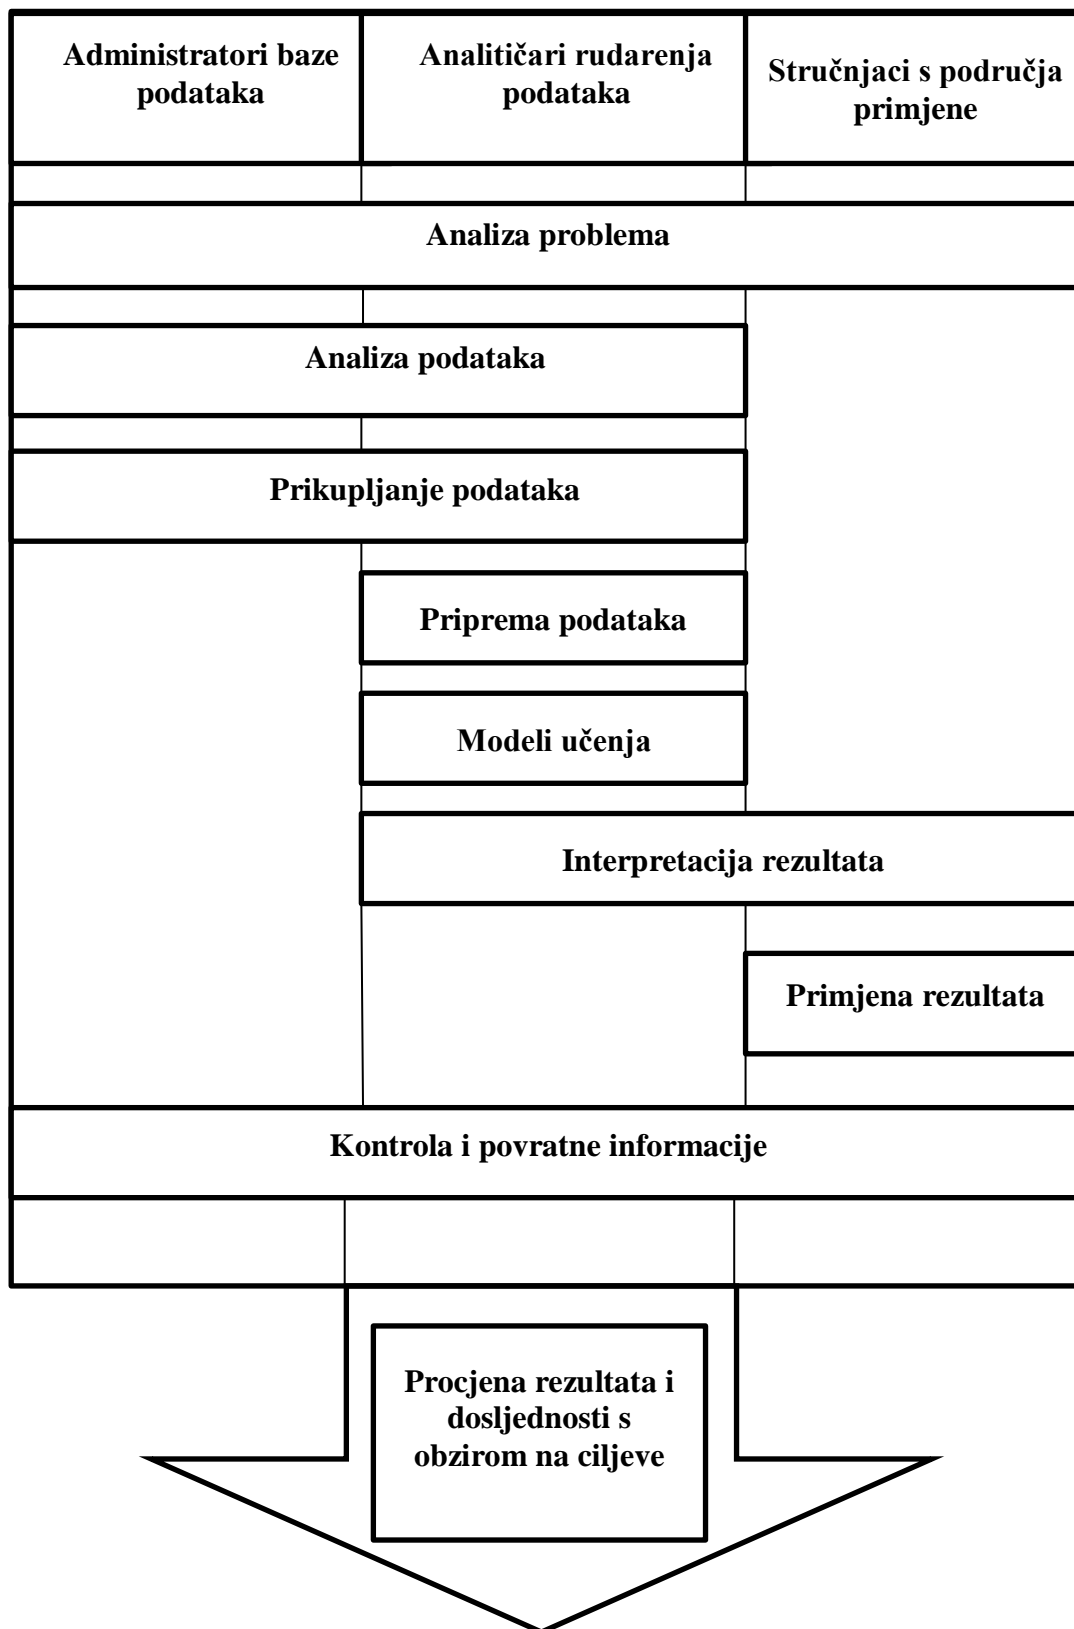 Administratori baze
podataka
Analitičari rudarenja
podataka
Stručnjaci s područja
primjene
Analiza problema
Analiza podataka
Prikupljanje podataka
Priprema podataka
Modeli učenja
Interpretacija rezultata
Primjena rezultata
Kontrola i povratne informacije
Procjena rezultata i
dosljednosti s
obzirom na ciljeve